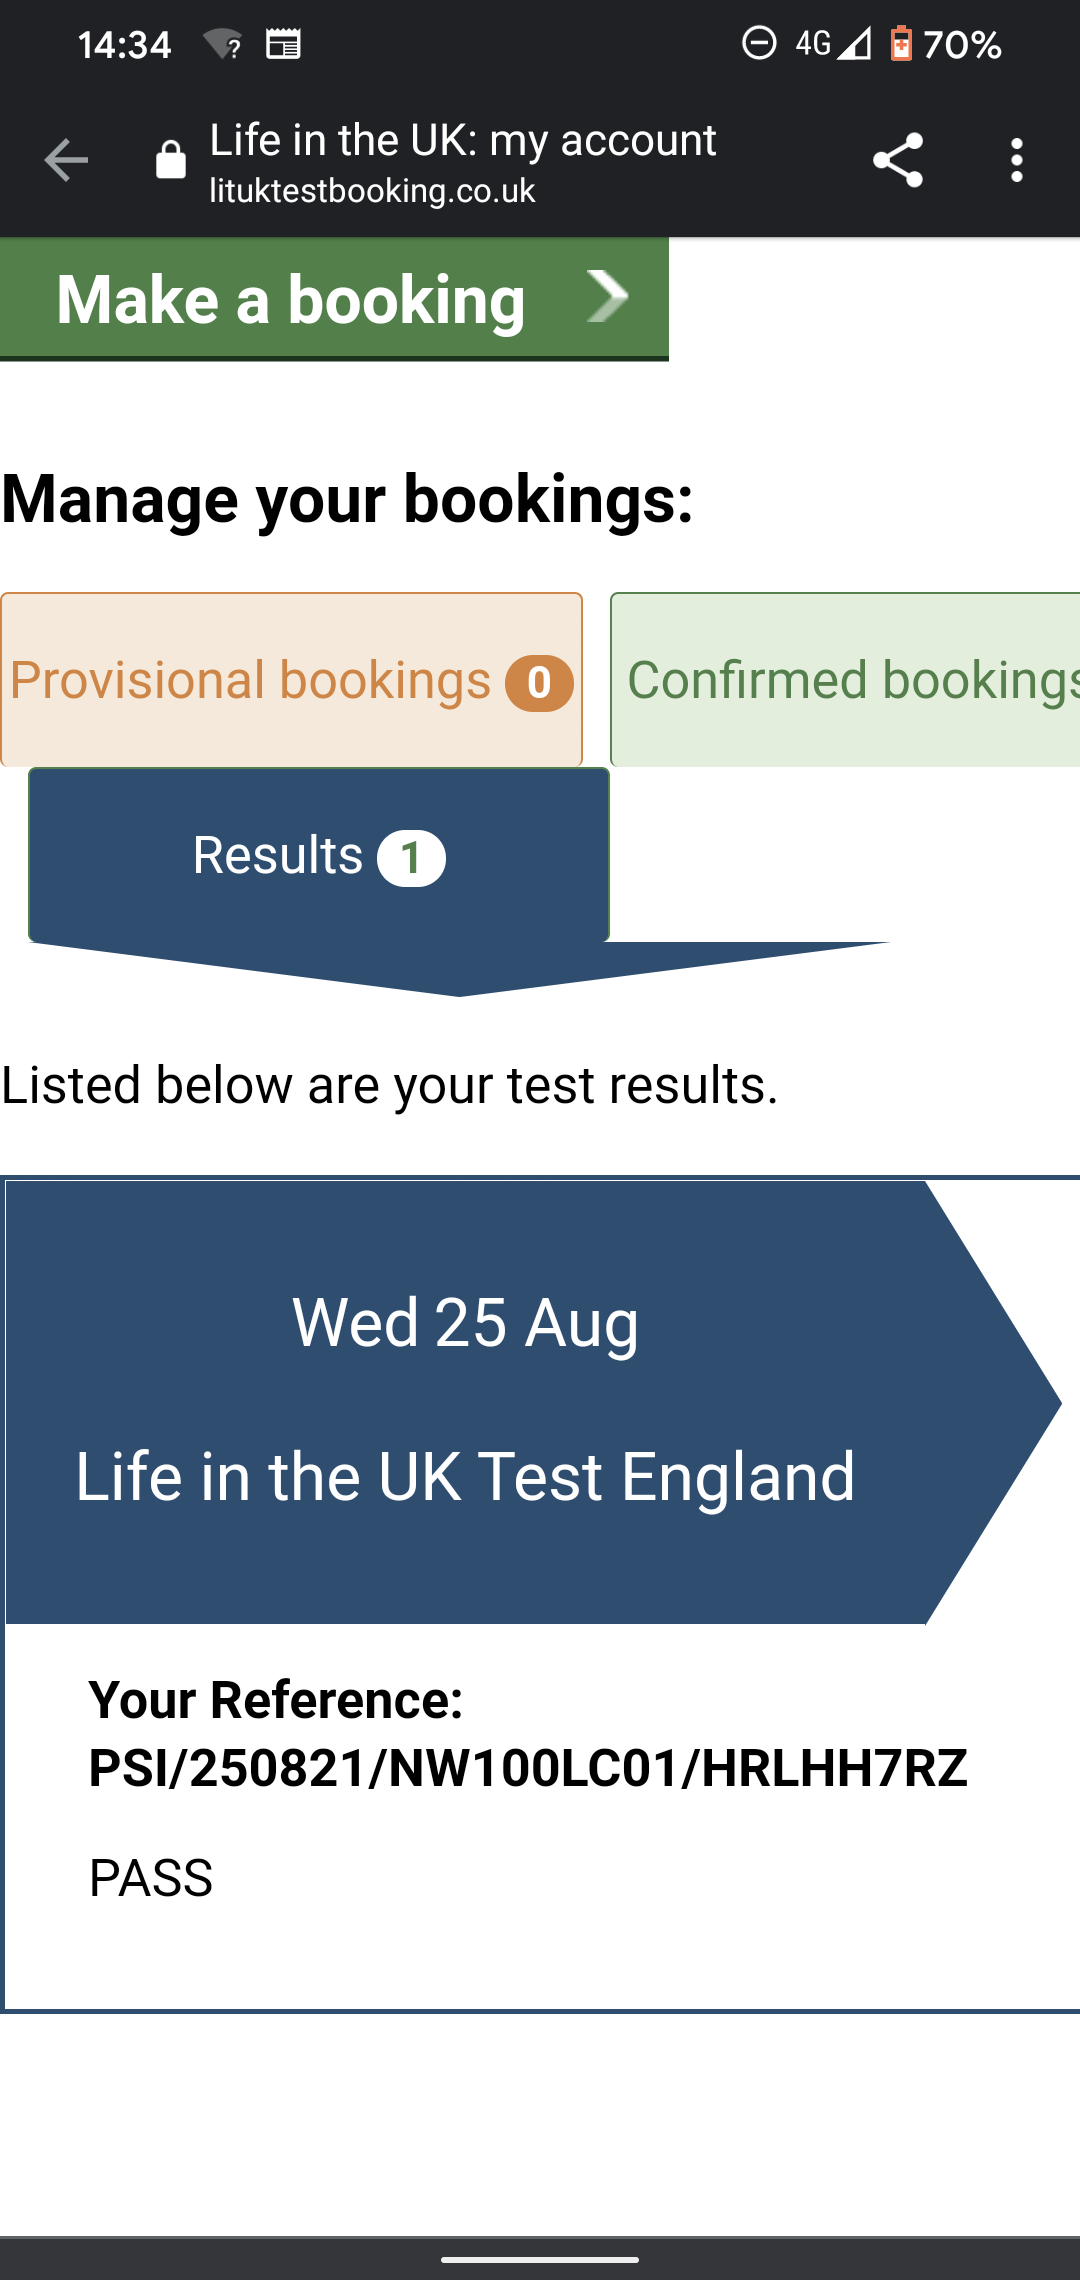 14:34
4G
70%
Life in the UK: my account
lituktestbooking.co.uk
Make a booking
Manage your bookings:
Provisional bookings 0
Confirmed bookings
Results 1
Listed below are your test results.
Wed 25 Aug
Life in the UK Test England
Your Reference:
PSI/250821/NW100LC01/HRLHH7RZ
PASS